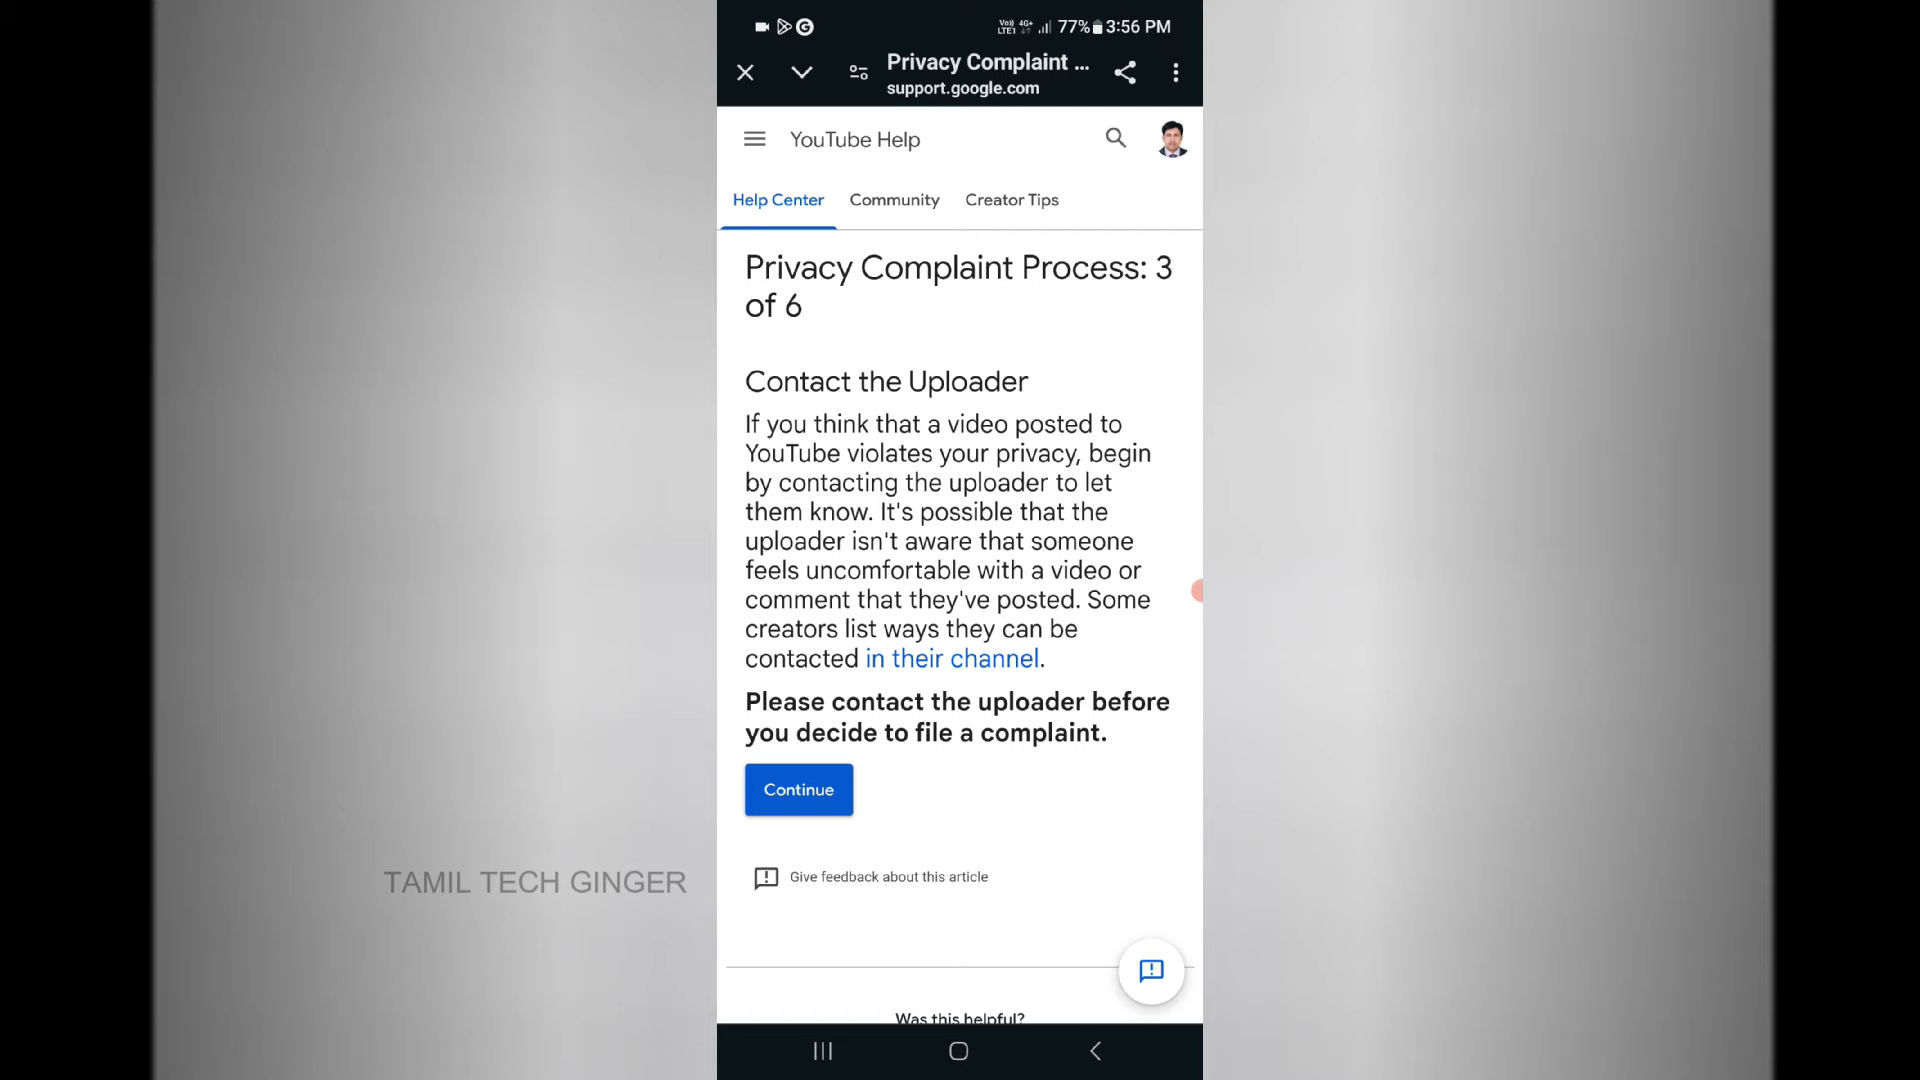 VoLTE1 4G+ 77% 3:56 PM
Privacy Complaint ...
support.google.com
YouTube Help
Help Center Community Creator Tips
Privacy Complaint Process: 3
of 6
Contact the Uploader
If you think that a video posted to
YouTube violates your privacy, begin
by contacting the uploader to let
them know. It's possible that the
uploader isn't aware that someone
feels uncomfortable with a video or
comment that they've posted. Some
creators list ways they can be
contacted in their channel.
Please contact the uploader before
you decide to file a complaint.
Continue
TAMIL TECH GINGER
Give feedback about this article
Was this helpful?